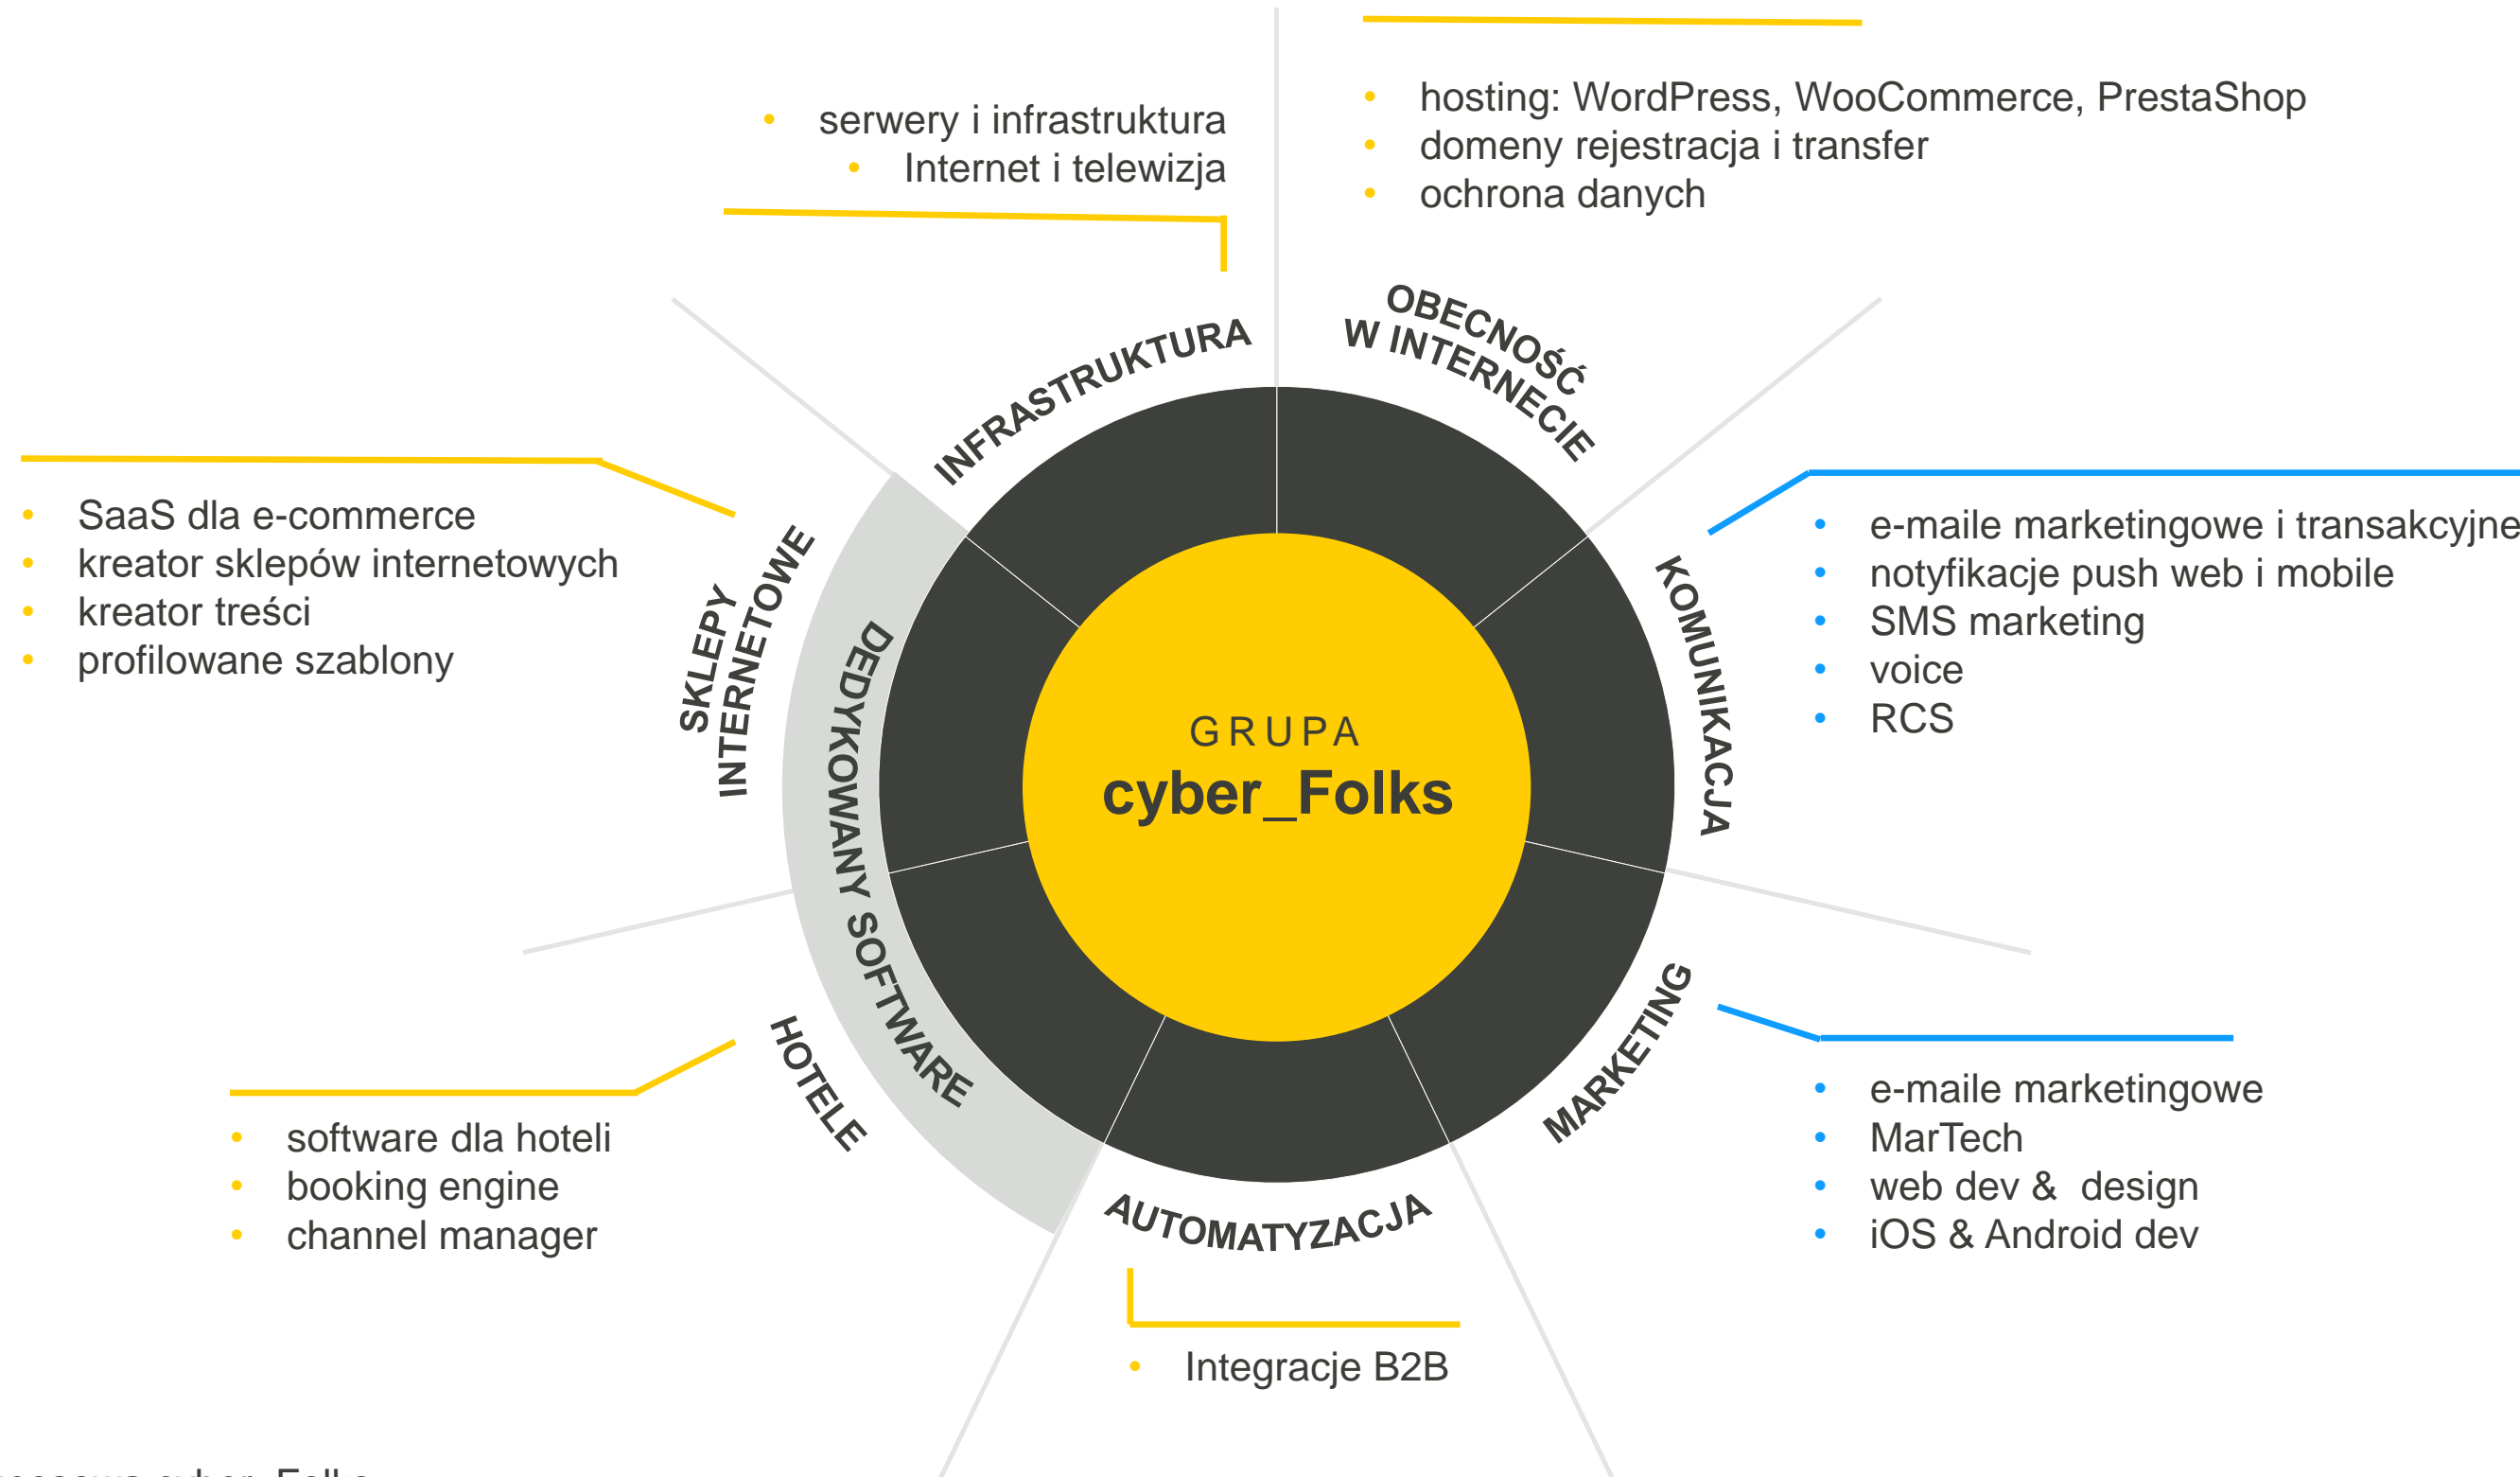 serwery i infrastruktura
Internet i telewizja
hosting: WordPress, WooCommerce, PrestaShop
domeny rejestracja i transfer
ochrona danych
INFRASTRUKTURA
OBECNOŚĆ
W INTERNECIE
SaaS dla e-commerce
kreator sklepów internetowych
kreator treści
profilowane szablony
SKLEPY
INTERNETOWE
DEDYKOWANY SOFTWARE
GRUPA
cyber_Folks
KOMUNIKACJA
e-maile marketingowe i transakcyjne
notyfikacje push web i mobile
SMS marketing
voice
RCS
HOTELE
software dla hoteli
booking engine
channel manager
AUTOMATYZACJA
Integracje B2B
MARKETING
e-maile marketingowe
MarTech
web dev &  design
iOS & Android dev
cyber_Folks